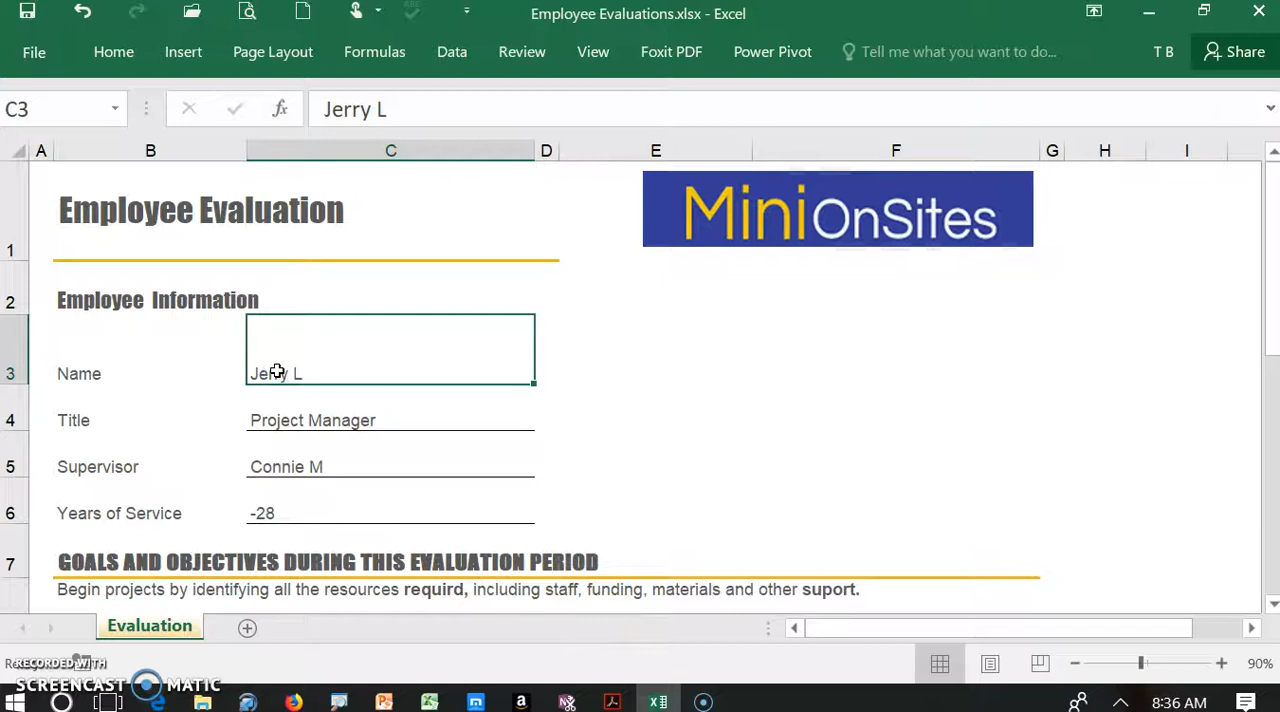 Employee Evaluations.xlsx - Excel
File Home Insert Page Layout Formulas Data Review View Foxit PDF Power Pivot Tell me what you want to do... T B Share
C3 fx Jerry L
A B C D E F G H I
1 Employee Evaluation
MiniOnSites
2 Employee Information
3 Name Jerry L
4 Title Project Manager
5 Supervisor Connie M
6 Years of Service -28
7 GOALS AND OBJECTIVES DURING THIS EVALUATION PERIOD
Begin projects by identifying all the resources requird, including staff, funding, materials and other suport.
Evaluation
90%
RECORDED WITH
SCREENCAST MATIC
8:36 AM